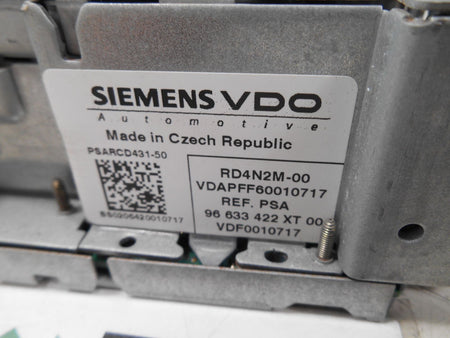 SIEMENS VDO
Automotive
Made in Czech Republic
PSARCD431-50
BS0206420010717
RD4N2M-00
VDAPFF60010717
REF. PSA
96 633 422 XT 00
VDF0010717